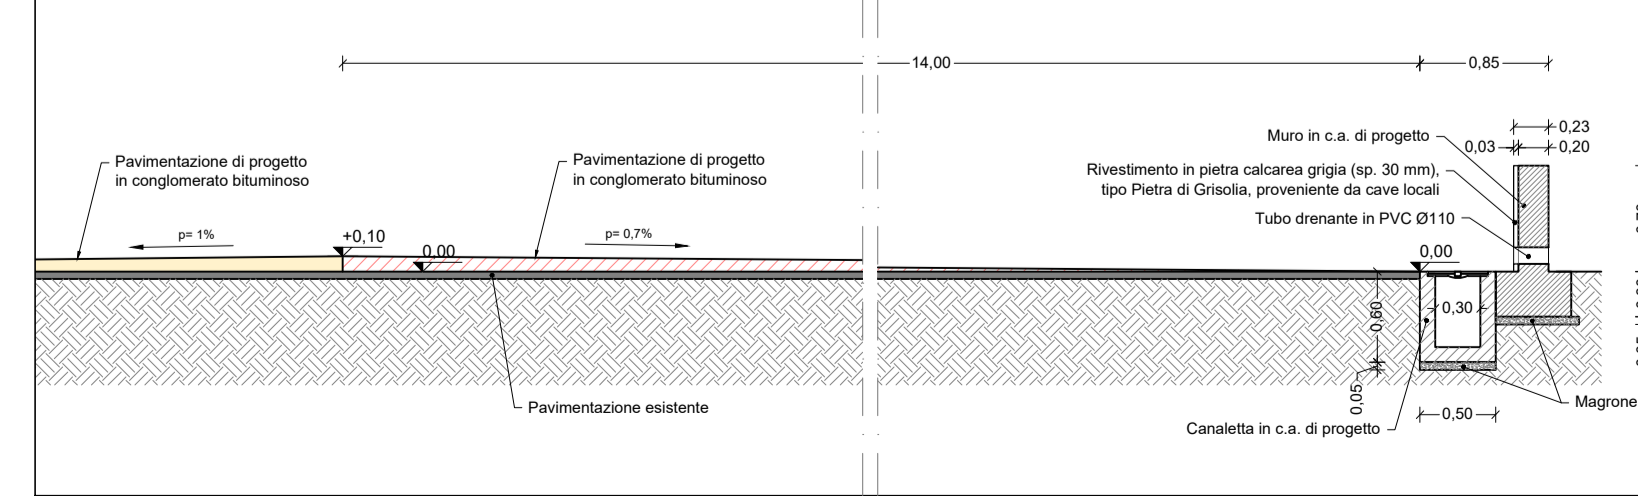 14,00
0,85
0,23
0,03
0,20
Muro in c.a. di progetto
Rivestimento in pietra calcarea grigia (sp. 30 mm),
tipo Pietra di Grisolia, proveniente da cave locali
Tubo drenante in PVC Ø110
Pavimentazione di progetto
in conglomerato bituminoso
Pavimentazione di progetto
in conglomerato bituminoso
p= 1%
+0,10
0,00
p= 0,7%
0,00
0,60
0,30
0,05
0,50
Pavimentazione esistente
Canaletta in c.a. di progetto
Magrone